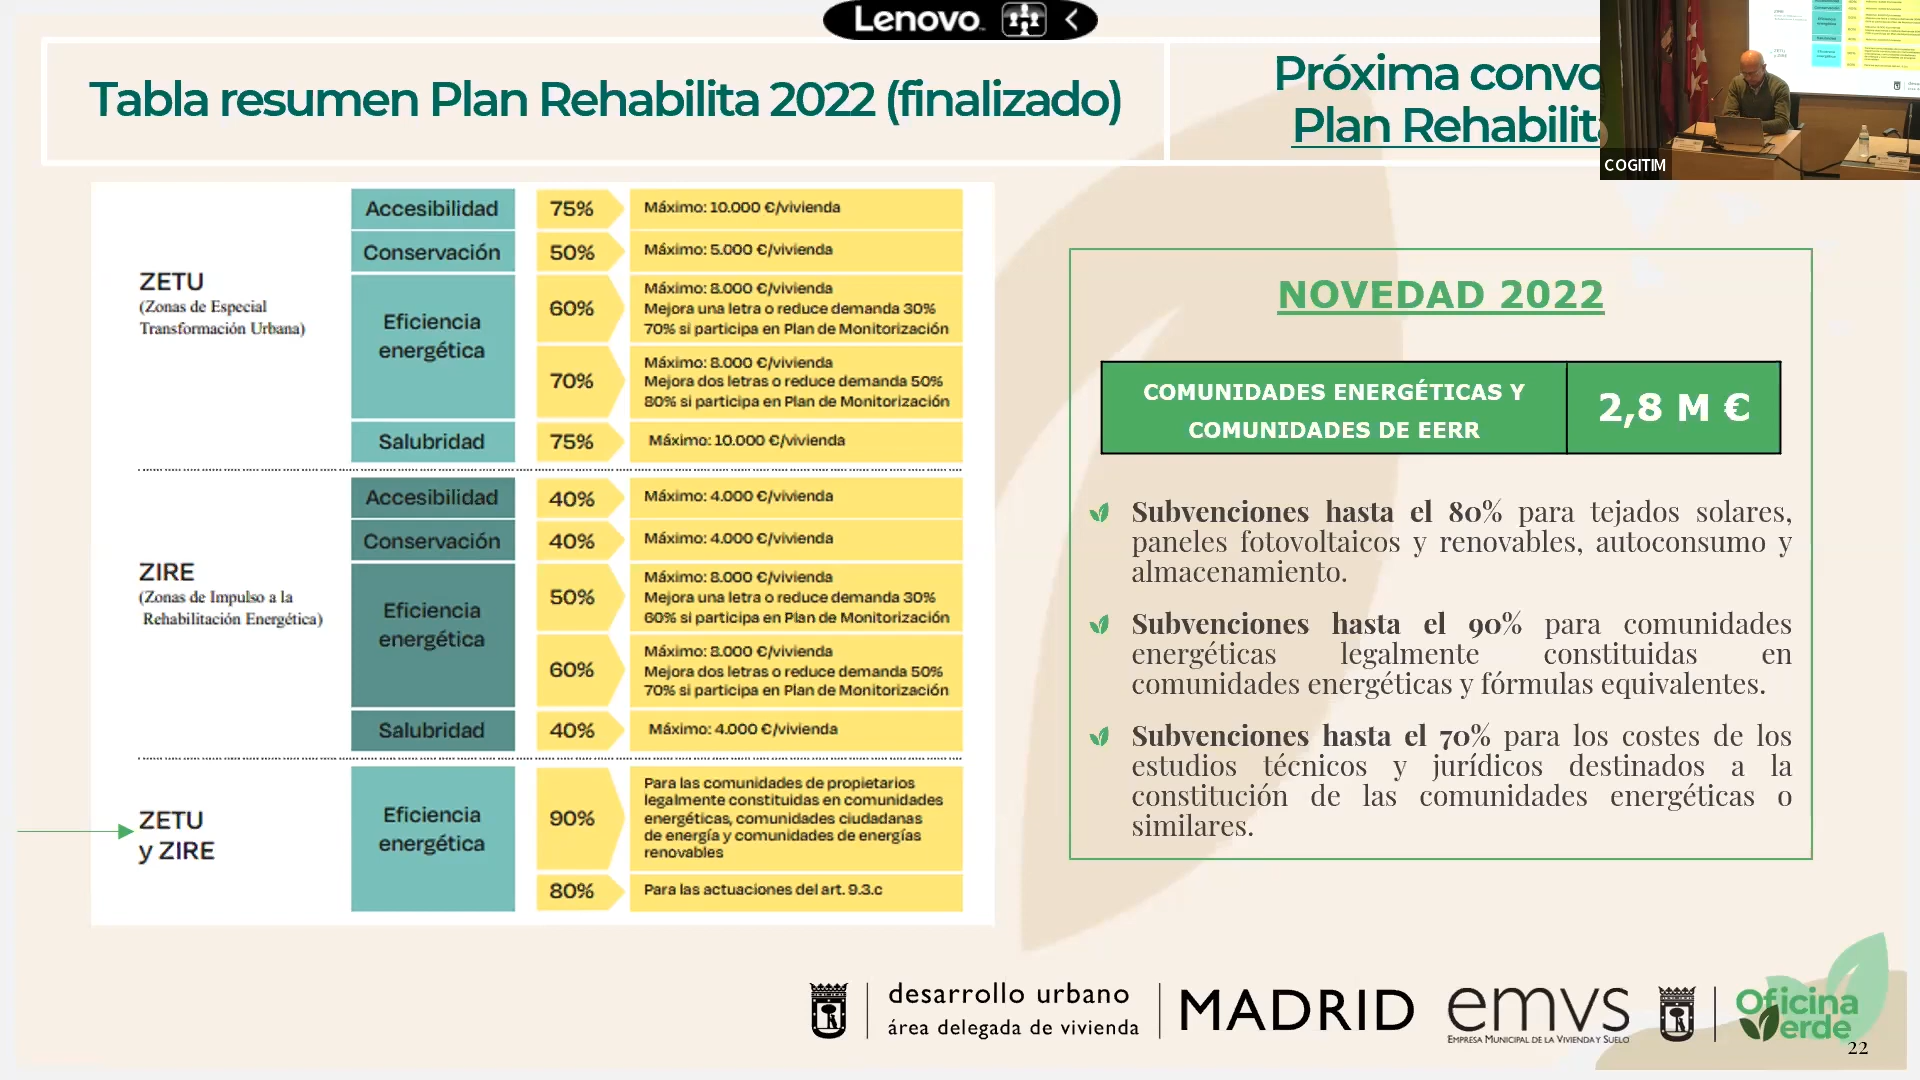 Lenovo
Tabla resumen Plan Rehabilita 2022 (finalizado)
Próxima
Plan
COGITIM
ZETU
(Zonas de Especial
Transformación Urbana)
Accesibilidad
75%
Máximo: 10.000 €/vivienda
Conservación
50%
Máximo: 5.000 €/vivienda
Eficiencia
energética
60%
Máximo: 8.000 €/vivienda
Mejora una letra o reduce demanda 30%
70% si participa en Plan de Monitorización
70%
Máximo: 8.000 €/vivienda
Mejora dos letras o reduce demanda 50%
80% si participa en Plan de Monitorización
Salubridad
75%
Máximo: 10.000 €/vivienda
ZIRE
(Zonas de Impulso a la
Rehabilitación Energética)
Accesibilidad
40%
Máximo: 4.000 €/vivienda
Conservación
40%
Máximo: 4.000 €/vivienda
Eficiencia
energética
50%
Máximo: 8.000 €/vivienda
Mejora una letra o reduce demanda 30%
60% si participa en Plan de Monitorización
60%
Máximo: 8.000 €/vivienda
Mejora dos letras o reduce demanda 50%
70% si participa en Plan de Monitorización
Salubridad
40%
Máximo: 4.000 €/vivienda
ZETU
y ZIRE
Eficiencia
energética
90%
Para las comunidades de propietarios
legalmente constituidas en comunidades
energéticas, comunidades ciudadanas
de energía y comunidades de energías
renovables
80%
Para las actuaciones del art. 9.3.c
NOVEDAD 2022
COMUNIDADES ENERGÉTICAS Y
COMUNIDADES DE EERR
2,8 M €
Subvenciones hasta el 80% para tejados solares,
paneles fotovoltaicos y renovables, autoconsumo y
almacenamiento.
Subvenciones hasta el 90% para comunidades
energéticas legalmente constituidas en
comunidades energéticas y fórmulas equivalentes.
Subvenciones hasta el 70% para los costes de los
estudios técnicos y jurídicos destinados a la
constitución de las comunidades energéticas o
similares.
desarrollo urbano
área delegada de vivienda
MADRID
emvs
EMPRESA MUNICIPAL DE LA VIVIENDA Y SUELO
Oficina
Verde
22